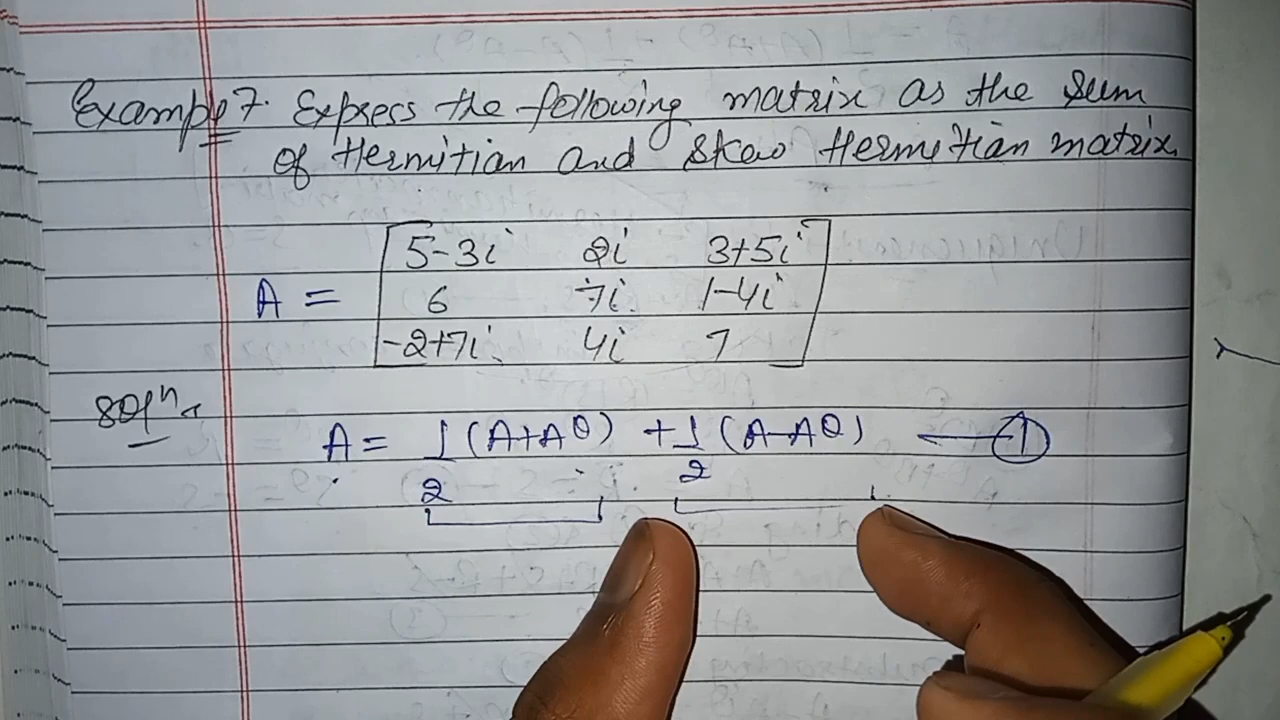 Example 7. Express the following matrix as the sum
of Hermitian and skew Hermitian matrix.
A = [5-3i 2i 3+5i
6 7i 1-4i
-2+7i 4i 7]
Solⁿ
A = 1/2 (A+Aθ) + 1/2 (A-Aθ) ①